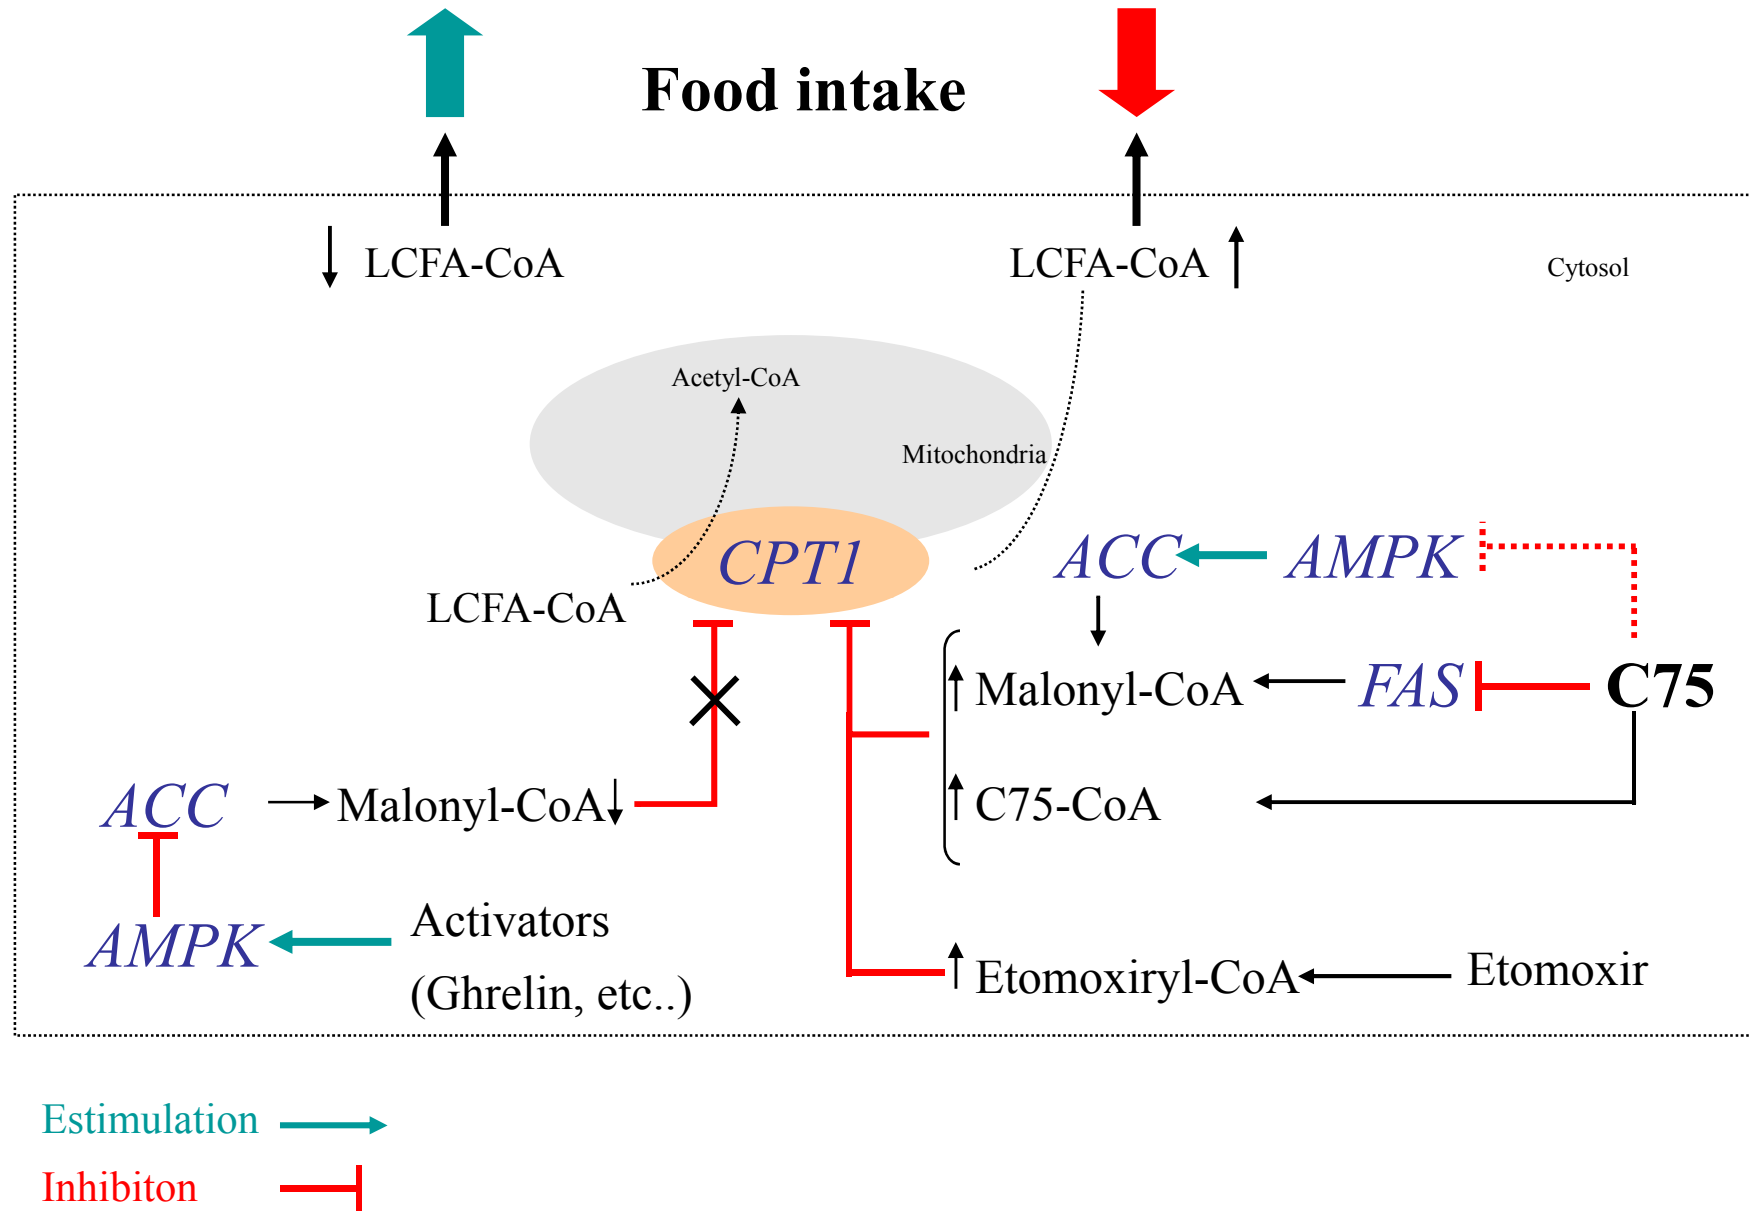 Food intake
LCFA-CoA
LCFA-CoA
Cytosol
Acetyl-CoA
Mitochondria
CPT1
ACC
AMPK
LCFA-CoA
Malonyl-CoA
FAS
C75
ACC
Malonyl-CoA
C75-CoA
AMPK
Activators
(Ghrelin, etc..)
Etomoxiryl-CoA
Etomoxir
Estimulation
Inhibiton